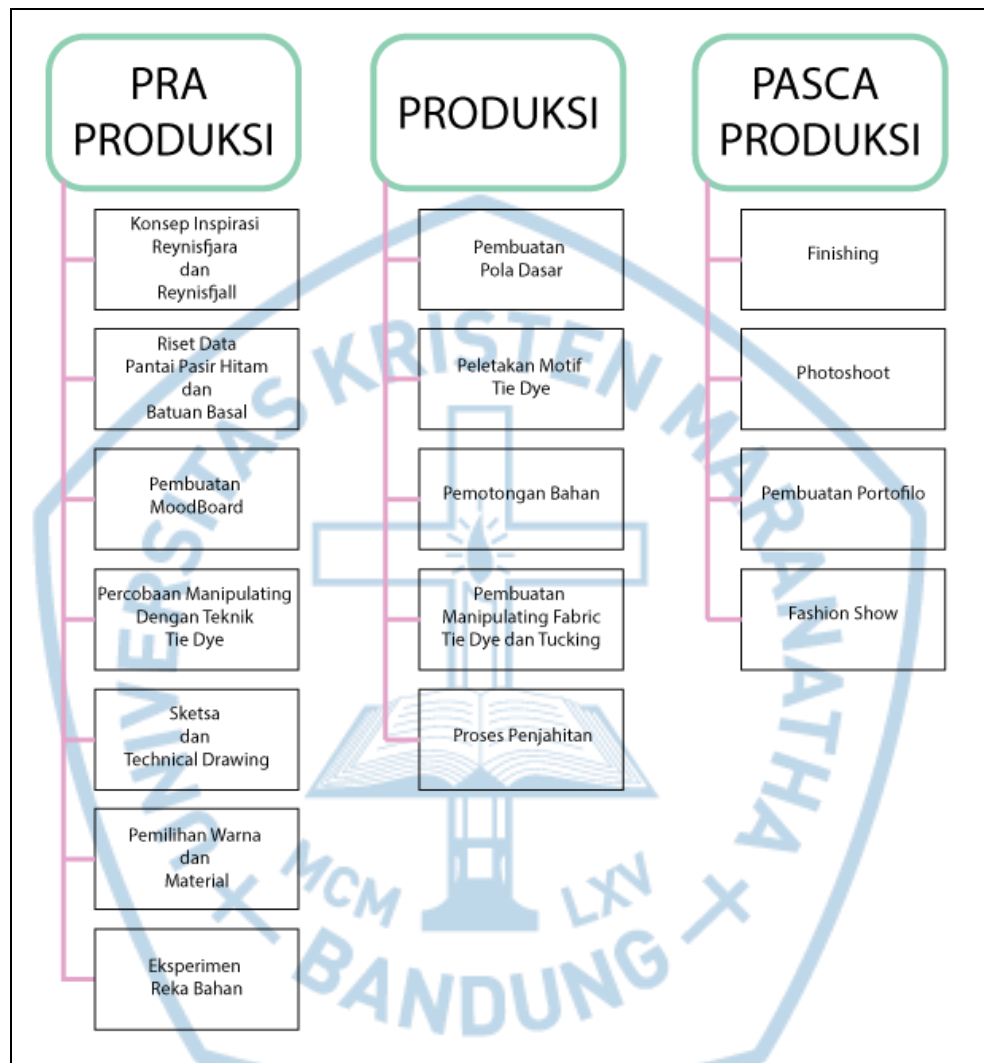 PRA
PRODUKSI
Konsep Inspirasi
Reynisfjara
dan
Reynisfjall
Riset Data
Pantai Pasir Hitam
dan
Batuan Basal
Pembuatan
MoodBoard
Percobaan Manipulating
Dengan Teknik
Tie Dye
Sketsa
dan
Technical Drawing
Pemilihan Warna
dan
Material
Eksperimen
Reka Bahan
PRODUKSI
Pembuatan
Pola Dasar
Peletakan Motif
Tie Dye
Pemotongan Bahan
Pembuatan
Manipulating Fabric
Tie Dye dan Tucking
Proses Penjahitan
PASCA
PRODUKSI
Finishing
Photoshoot
Pembuatan Portofilo
Fashion Show
UNIVERSITAS KRISTEN MARANATHA
MCM LXV
BANDUNG